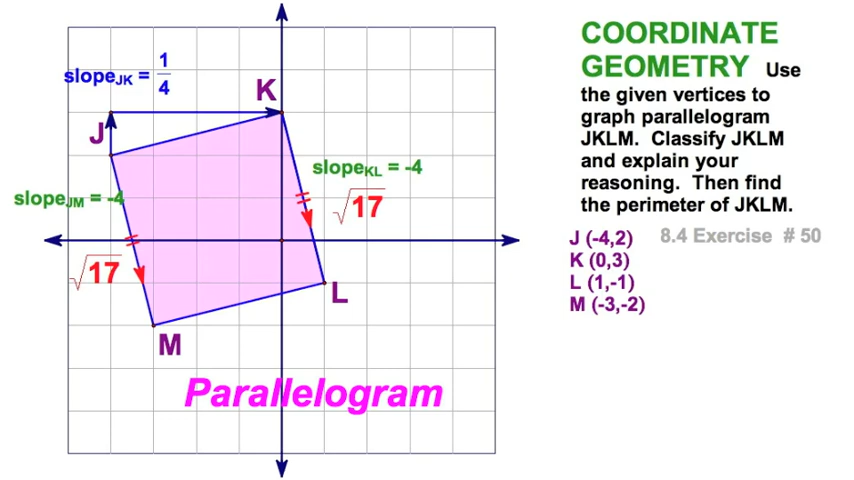 COORDINATE
GEOMETRY Use
the given vertices to
graph parallelogram
JKLM. Classify JKLM
and explain your
reasoning. Then find
the perimeter of JKLM.
J (-4,2) 8.4 Exercise # 50
K (0,3)
L (1,-1)
M (-3,-2)
slopeJK = 1/4
K
J
slopeKL = -4
slopeJM = -4
√17
√17
L
M
Parallelogram